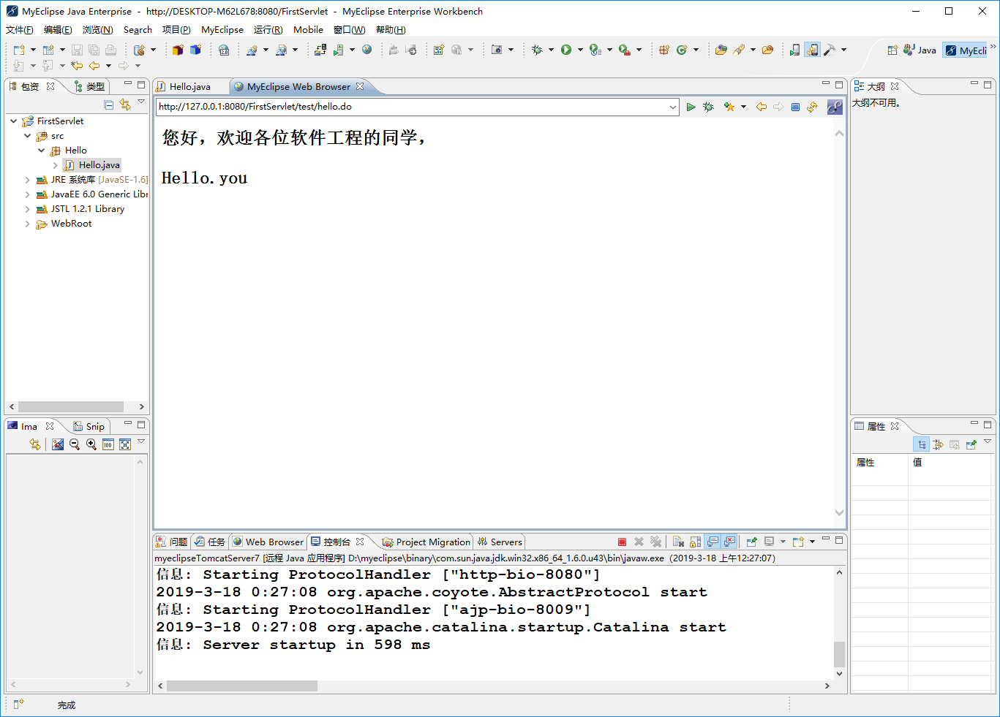 MyEclipse Java Enterprise - http://DESKTOP-M62L678:8080/FirstServlet - MyEclipse Enterprise Workbench
文件(F) 编辑(E) 浏览(N) Search 项目(P) MyEclipse 运行(R) Mobile 窗口(W) 帮助(H)
2.0
Java MyEcli
包资 类型
FirstServlet
src
Hello
Hello.java
JRE 系统库 [JavaSE-1.6]
JavaEE 6.0 Generic Libr
JSTL 1.2.1 Library
WebRoot
Hello.java MyEclipse Web Browser
http://127.0.0.1:8080/FirstServlet/test/hello.do
您好，欢迎各位软件工程的同学，
Hello.you
大纲
大纲不可用。
Ima Snip
100
属性
属性 值
问题 任务 Web Browser 控制台 Project Migration Servers
myeclipseTomcatServer7 [远程 Java 应用程序] D:\myeclipse\binary\com.sun.java.jdk.win32.x86_64_1.6.0.u43\bin\javaw.exe（2019-3-18 上午12:27:07）
信息: Starting ProtocolHandler ["http-bio-8080"]
2019-3-18 0:27:08 org.apache.coyote.AbstractProtocol start
信息: Starting ProtocolHandler ["ajp-bio-8009"]
2019-3-18 0:27:08 org.apache.catalina.startup.Catalina start
信息: Server startup in 598 ms
完成